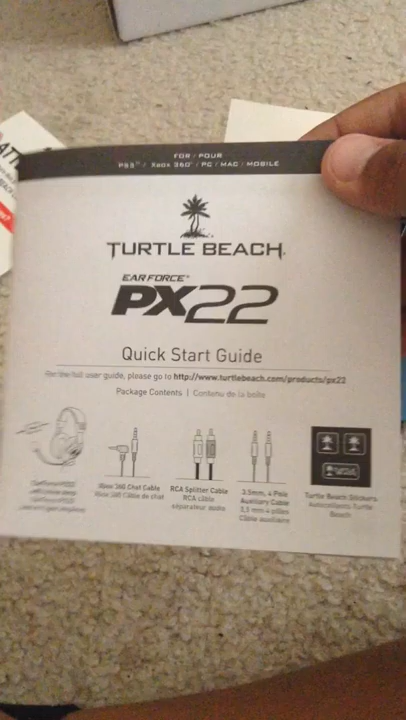 FOR / POUR
PS3™ / Xbox 360® / PC / MAC / MOBILE
TURTLE BEACH
EAR FORCE
PX22
Quick Start Guide
For the full user guide, please go to http://www.turtlebeach.com/products/px22
Package Contents | Contenu de la boîte
Xbox 360 Chat Cable
Xbox 360 Câble de chat
RCA Splitter Cable
RCA câble
séparateur audio
3.5mm, 4 Pole
Auxiliary Cable
3,5 mm 4 pôles
Câble auxiliaire
Turtle Beach Stickers
Autocollants Turtle
Beach